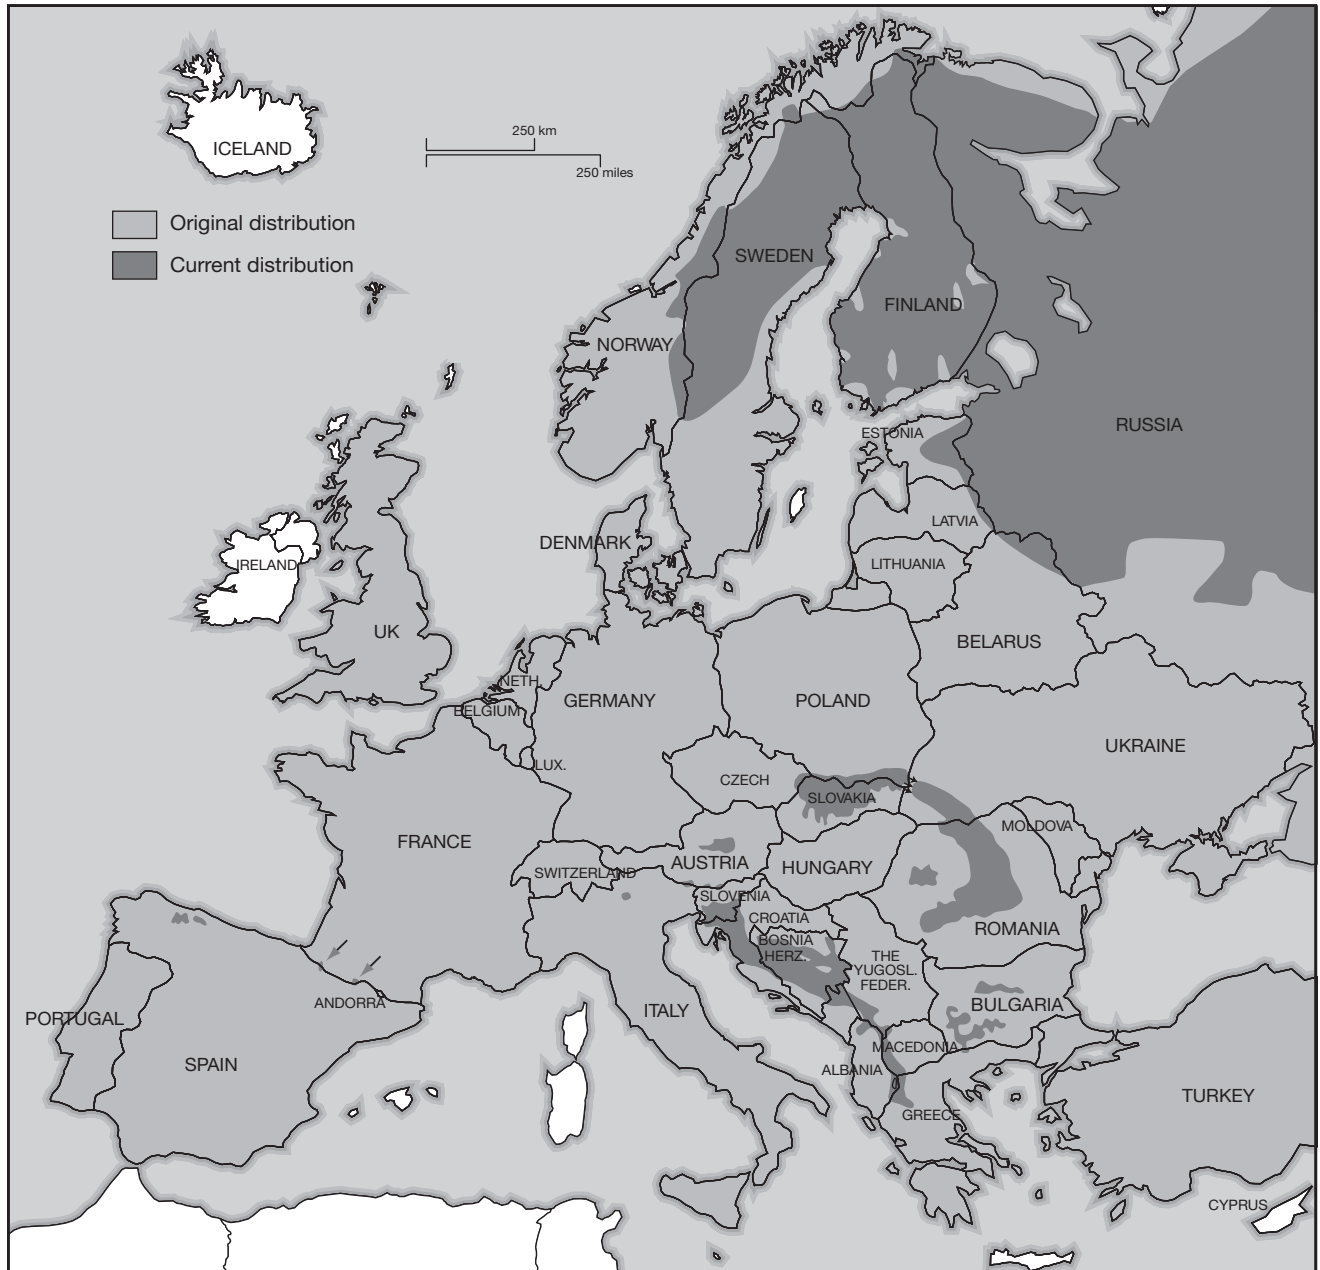 ICELAND
250 km
250 miles
Original distribution
Current distribution
SWEDEN
FINLAND
NORWAY
RUSSIA
ESTONIA
LATVIA
DENMARK
LITHUANIA
IRELAND
UK
BELARUS
NETH.
GERMANY
POLAND
BELGIUM
UKRAINE
LUX.
CZECH
SLOVAKIA
MOLDOVA
FRANCE
AUSTRIA
HUNGARY
SWITZERLAND
SLOVENIA
CROATIA
ROMANIA
BOSNIA
HERZ.
THE
YUGOSL.
FEDER.
ANDORRA
BULGARIA
ITALY
PORTUGAL
MACEDONIA
SPAIN
ALBANIA
TURKEY
GREECE
CYPRUS